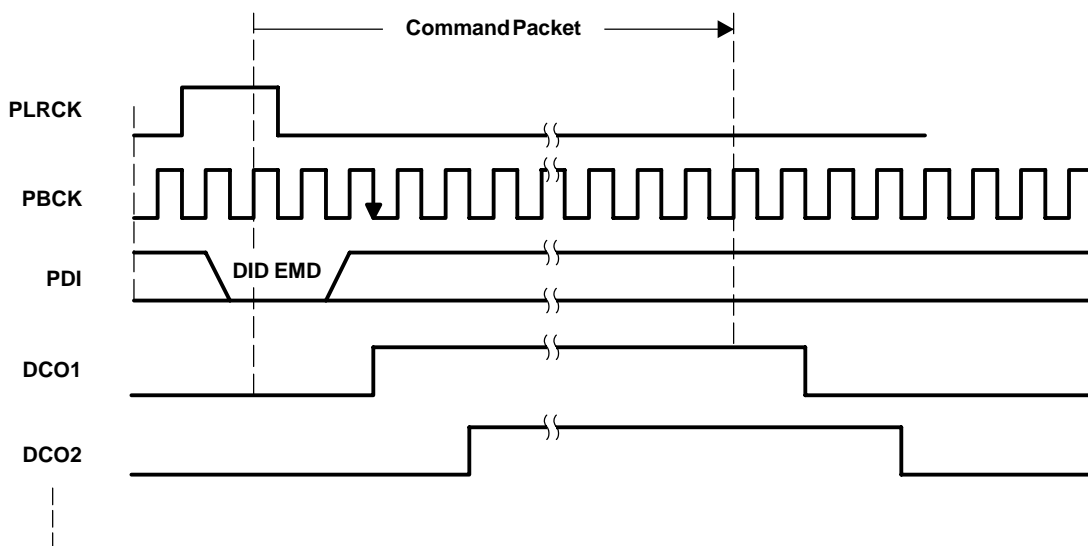 Command Packet
PLRCK
PBCK
PDI
DID EMD
DCO1
DCO2